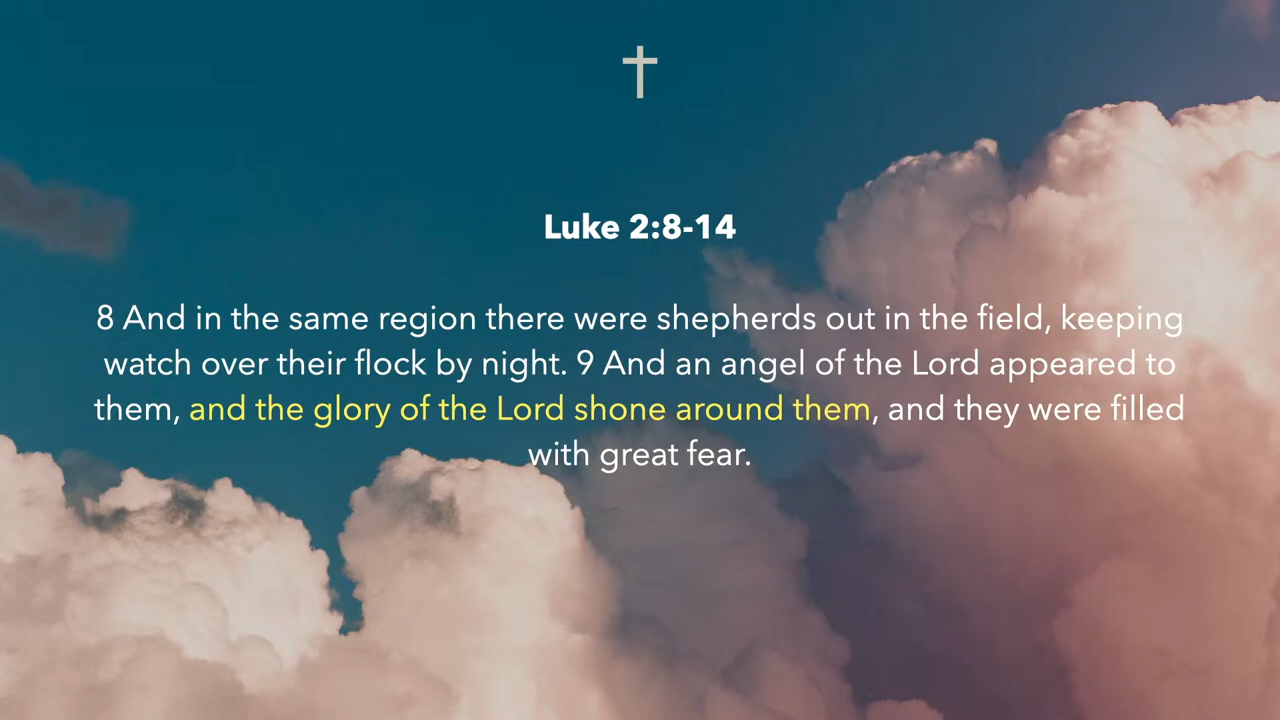 Luke 2:8-14
8 And in the same region there were shepherds out in the field, keeping
watch over their flock by night. 9 And an angel of the Lord appeared to
them, and the glory of the Lord shone around them, and they were filled
with great fear.